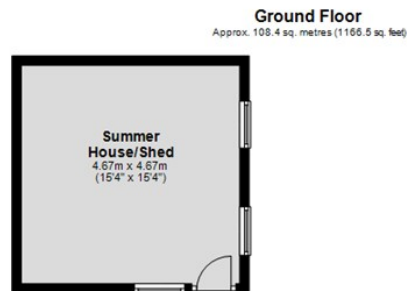 Ground Floor
Approx. 108.4 sq. metres (1166.5 sq. feet)
Summer
House/Shed
4.67m x 4.67m
(15'4" x 15'4")